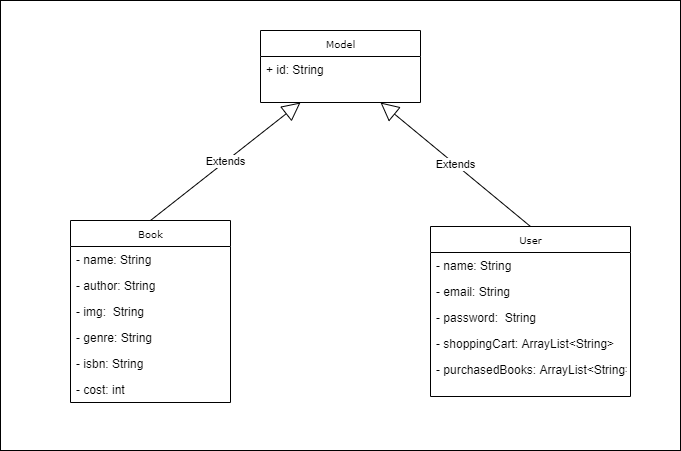 Model
+ id: String
Extends
Extends
Book
- name: String
- author: String
- img:  String
- genre: String
- isbn: String
- cost: int
User
- name: String
- email: String
- password:  String
- shoppingCart: ArrayList<String>
- purchasedBooks: ArrayList<String